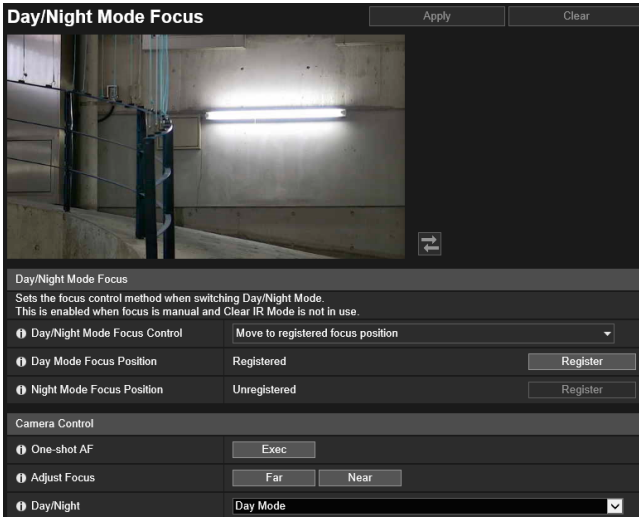 Day/Night Mode Focus
Apply
Clear
Day/Night Mode Focus
Sets the focus control method when switching Day/Night Mode.
This is enabled when focus is manual and Clear IR Mode is not in use.
Day/Night Mode Focus Control
Move to registered focus position
Day Mode Focus Position
Registered
Register
Night Mode Focus Position
Unregistered
Register
Camera Control
One-shot AF
Exec
Adjust Focus
Far
Near
Day/Night
Day Mode